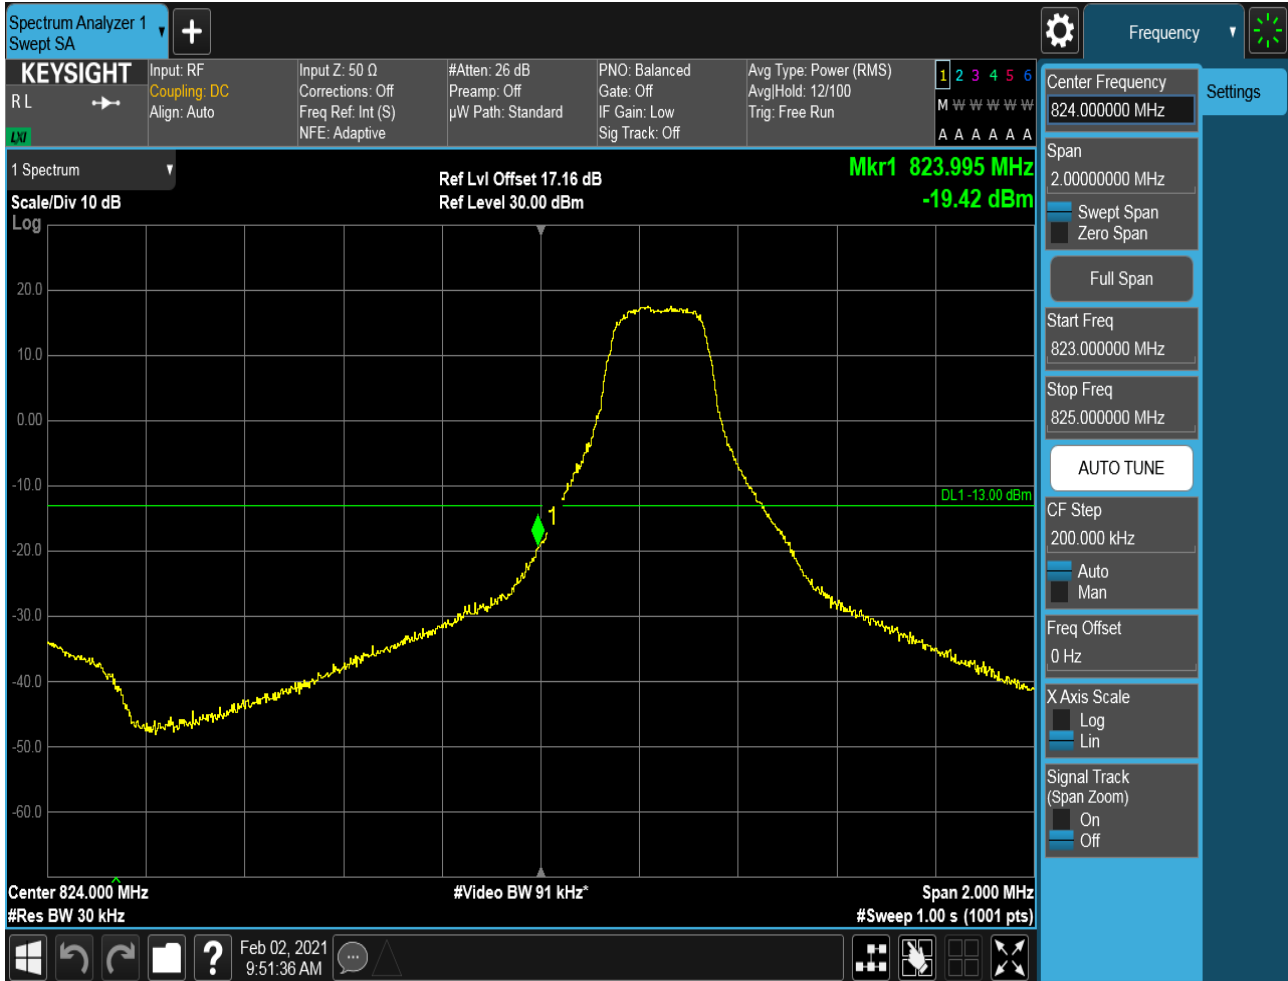 Spectrum Analyzer 1
Swept SA
+
Frequency
KEYSIGHT
R L
LXI
Input: RF
Coupling: DC
Align: Auto
Input Z: 50 Ω
Corrections: Off
Freq Ref: Int (S)
NFE: Adaptive
#Atten: 26 dB
Preamp: Off
µW Path: Standard
PNO: Balanced
Gate: Off
IF Gain: Low
Sig Track: Off
Avg Type: Power (RMS)
Avg|Hold: 12/100
Trig: Free Run
1 2 3 4 5 6
M W W W W W
A A A A A A
1 Spectrum
Scale/Div 10 dB
Log
Ref Lvl Offset 17.16 dB
Ref Level 30.00 dBm
Mkr1 823.995 MHz
-19.42 dBm
20.0
10.0
0.00
-10.0
-20.0
-30.0
-40.0
-50.0
-60.0
DL1 -13.00 dBm
1
Center 824.000 MHz
#Res BW 30 kHz
#Video BW 91 kHz*
Span 2.000 MHz
#Sweep 1.00 s (1001 pts)
Center Frequency
824.000000 MHz
Settings
Span
2.00000000 MHz
Swept Span
Zero Span
Full Span
Start Freq
823.000000 MHz
Stop Freq
825.000000 MHz
AUTO TUNE
CF Step
200.000 kHz
Auto
Man
Freq Offset
0 Hz
X Axis Scale
Log
Lin
Signal Track
(Span Zoom)
On
Off
?
Feb 02, 2021
9:51:36 AM